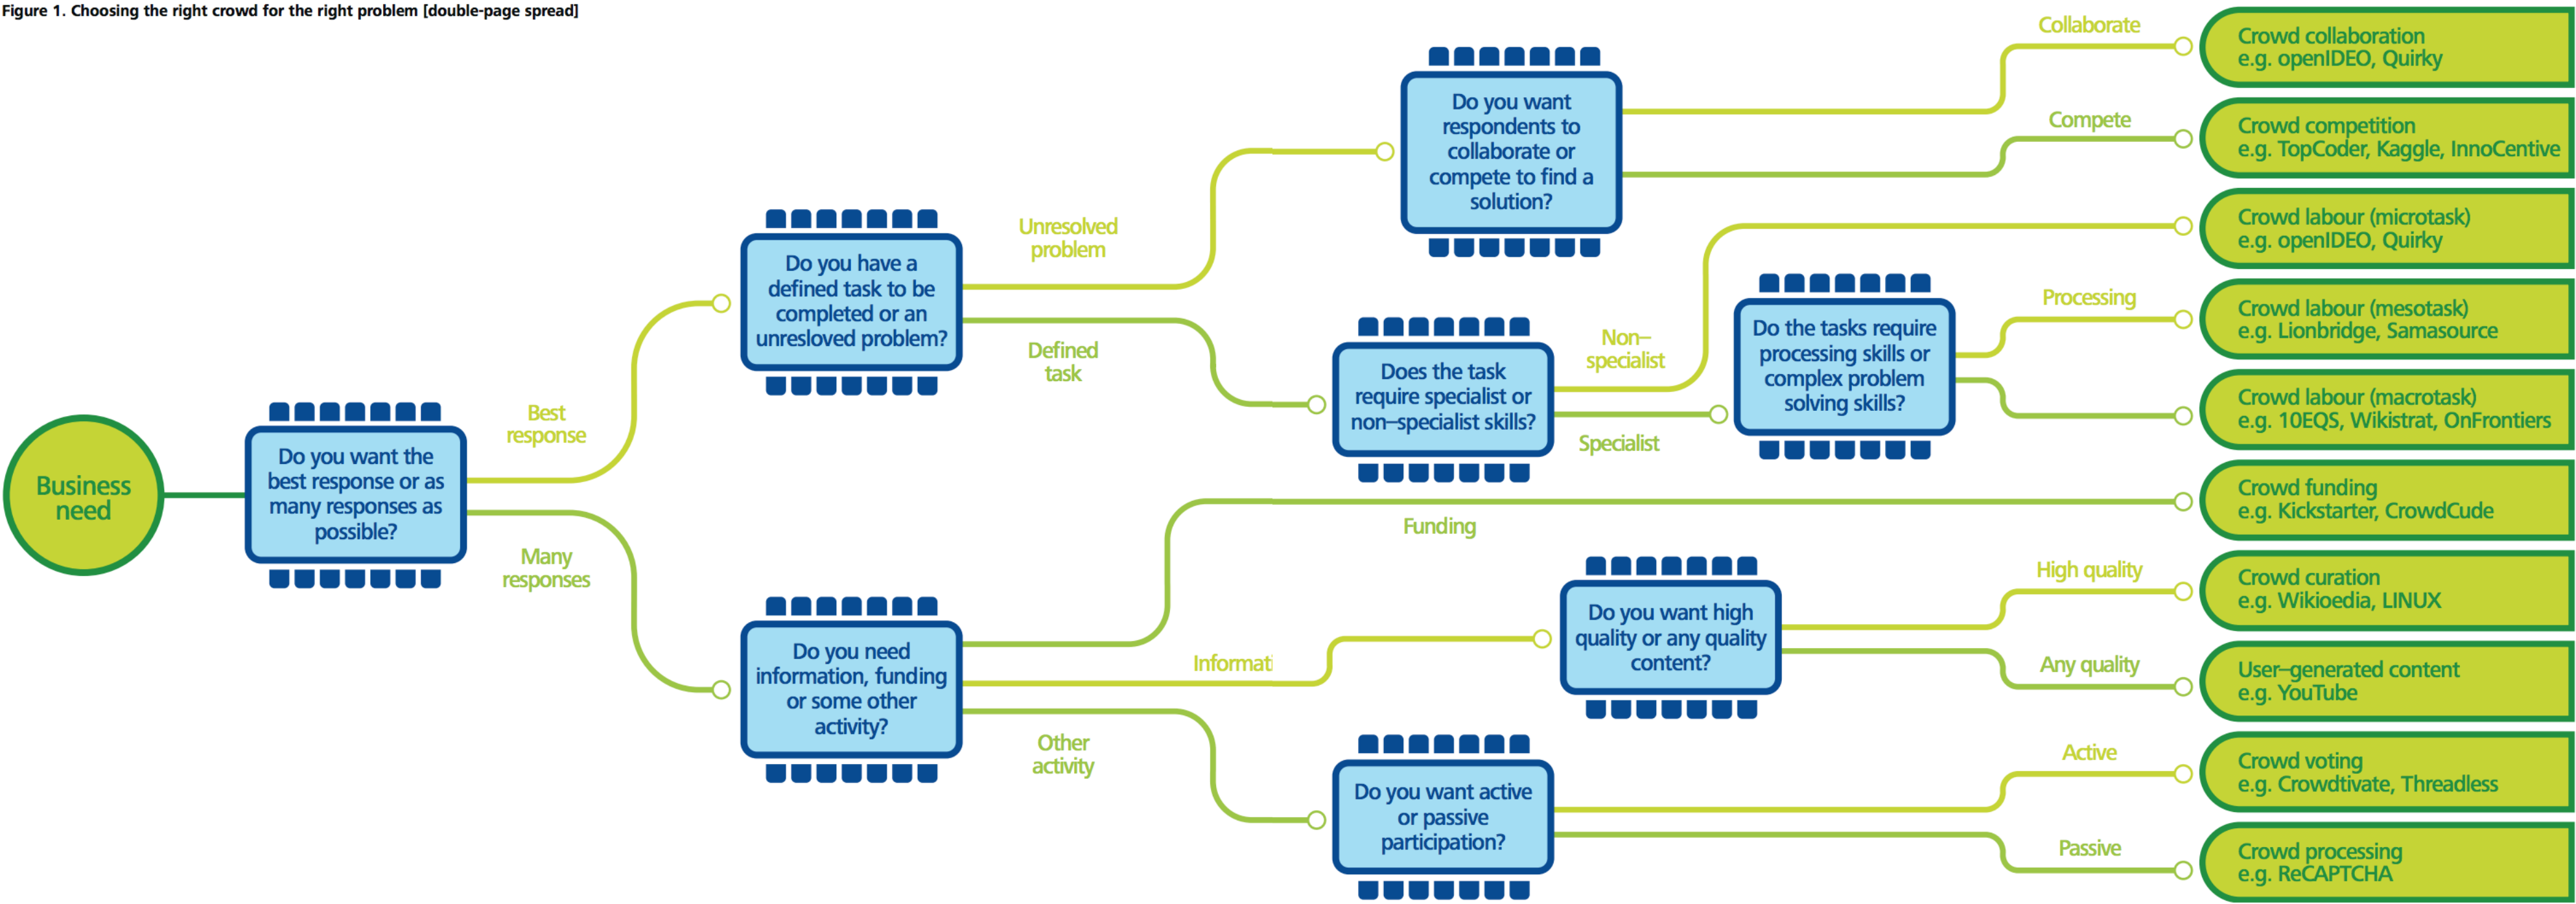 Figure 1. Choosing the right crowd for the right problem [double-page spread]
Business
need
Do you want the
best response or as
many responses as
possible?
Best
response
Many
responses
Do you have a
defined task to be
completed or an
unresloved problem?
Unresolved
problem
Defined
task
Do you want
respondents to
collaborate or
compete to find a
solution?
Collaborate
Compete
Does the task
require specialist or
non–specialist skills?
Non–
specialist
Specialist
Do the tasks require
processing skills or
complex problem
solving skills?
Processing
Do you need
information, funding
or some other
activity?
Funding
Informati
Other
activity
Do you want high
quality or any quality
content?
High quality
Any quality
Do you want active
or passive
participation?
Active
Passive
Crowd collaboration
e.g. openIDEO, Quirky
Crowd competition
e.g. TopCoder, Kaggle, InnoCentive
Crowd labour (microtask)
e.g. openIDEO, Quirky
Crowd labour (mesotask)
e.g. Lionbridge, Samasource
Crowd labour (macrotask)
e.g. 10EQS, Wikistrat, OnFrontiers
Crowd funding
e.g. Kickstarter, CrowdCude
Crowd curation
e.g. Wikioedia, LINUX
User–generated content
e.g. YouTube
Crowd voting
e.g. Crowdtivate, Threadless
Crowd processing
e.g. ReCAPTCHA